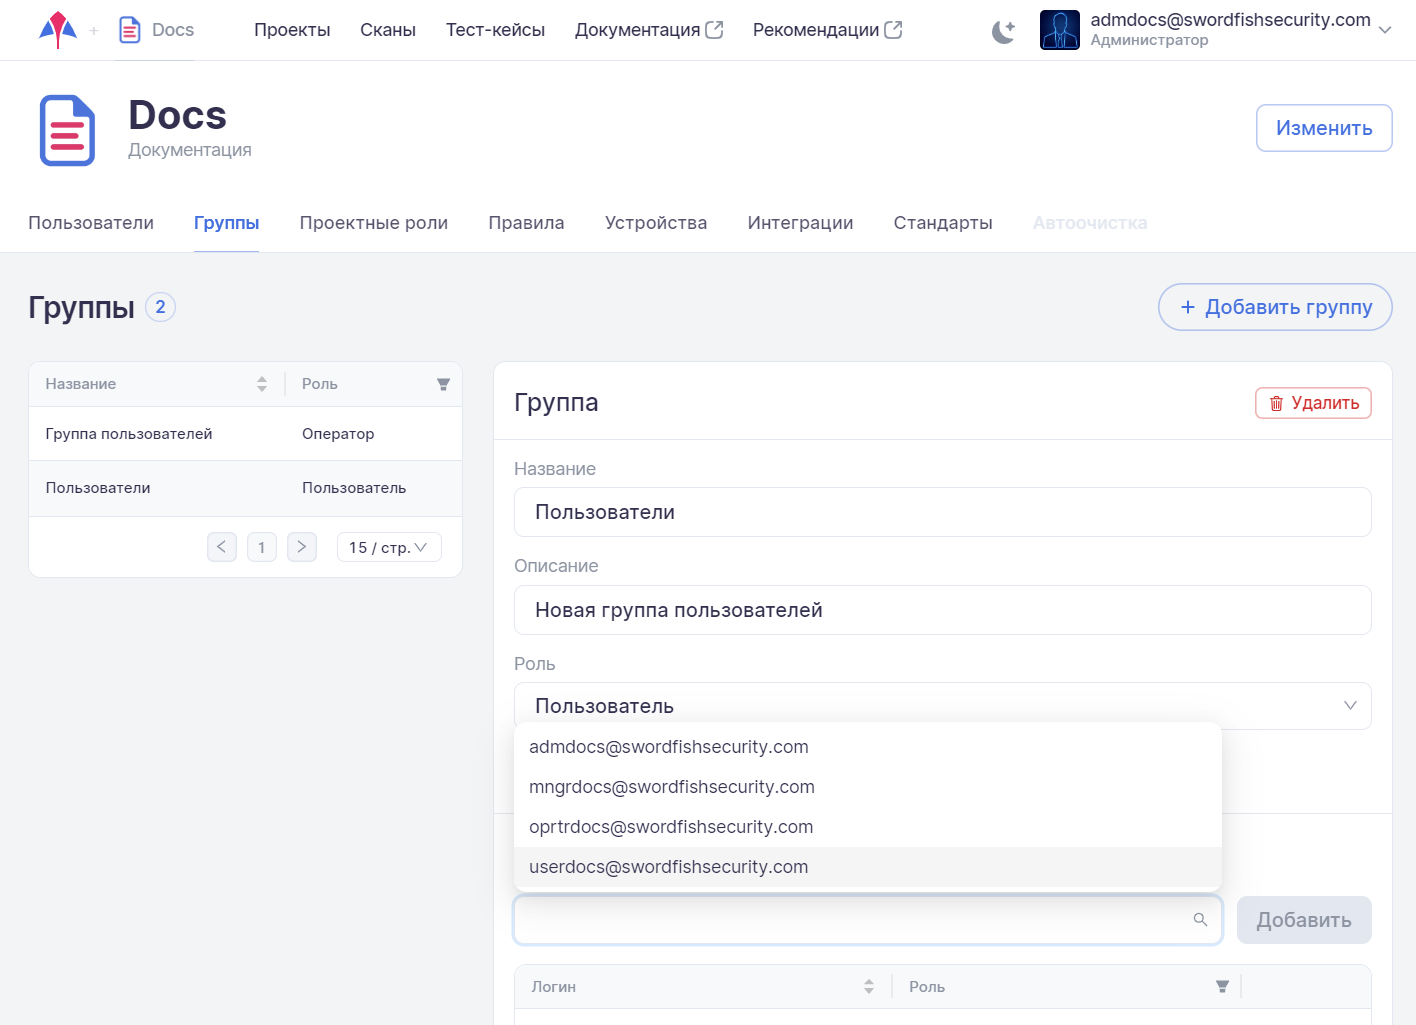 + Docs Проекты Сканы Тест-кейсы Документация Рекомендации admdocs@swordfishsecurity.com
Администратор
Docs
Документация
Изменить
Пользователи Группы Проектные роли Правила Устройства Интеграции Стандарты Автоочистка
Группы 2
+ Добавить группу
Название Роль
Группа пользователей Оператор
Пользователи Пользователь
< 1 > 15 / стр.
Группа
Удалить
Название
Пользователи
Описание
Новая группа пользователей
Роль
Пользователь
admdocs@swordfishsecurity.com
mngrdocs@swordfishsecurity.com
oprtrdocs@swordfishsecurity.com
userdocs@swordfishsecurity.com
Добавить
Логин Роль